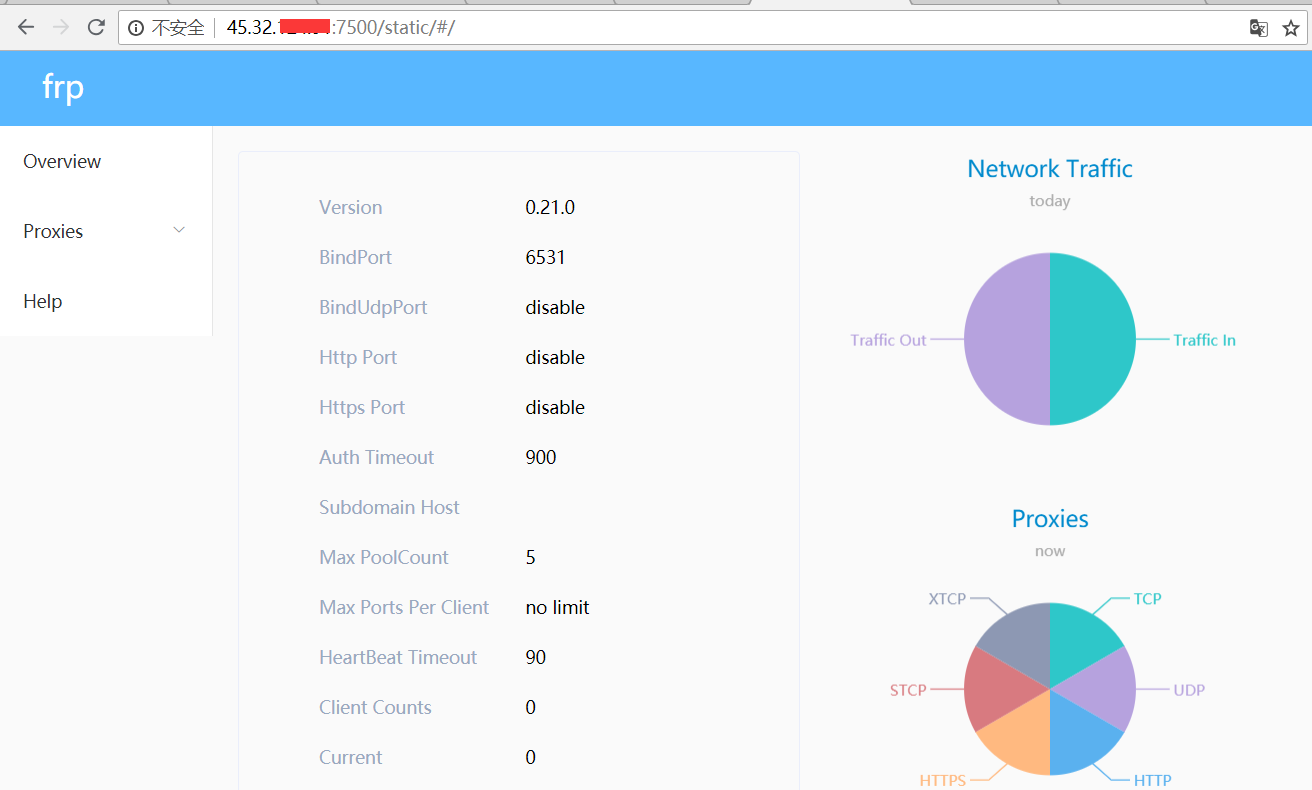 不安全 45.32. :7500/static/#/
frp
Overview
Proxies
Help
Version 0.21.0
BindPort 6531
BindUdpPort disable
Http Port disable
Https Port disable
Auth Timeout 900
Subdomain Host
Max PoolCount 5
Max Ports Per Client no limit
HeartBeat Timeout 90
Client Counts 0
Current 0
Network Traffic
today
Traffic Out Traffic In
Proxies
now
XTCP TCP
STCP UDP
HTTPS HTTP